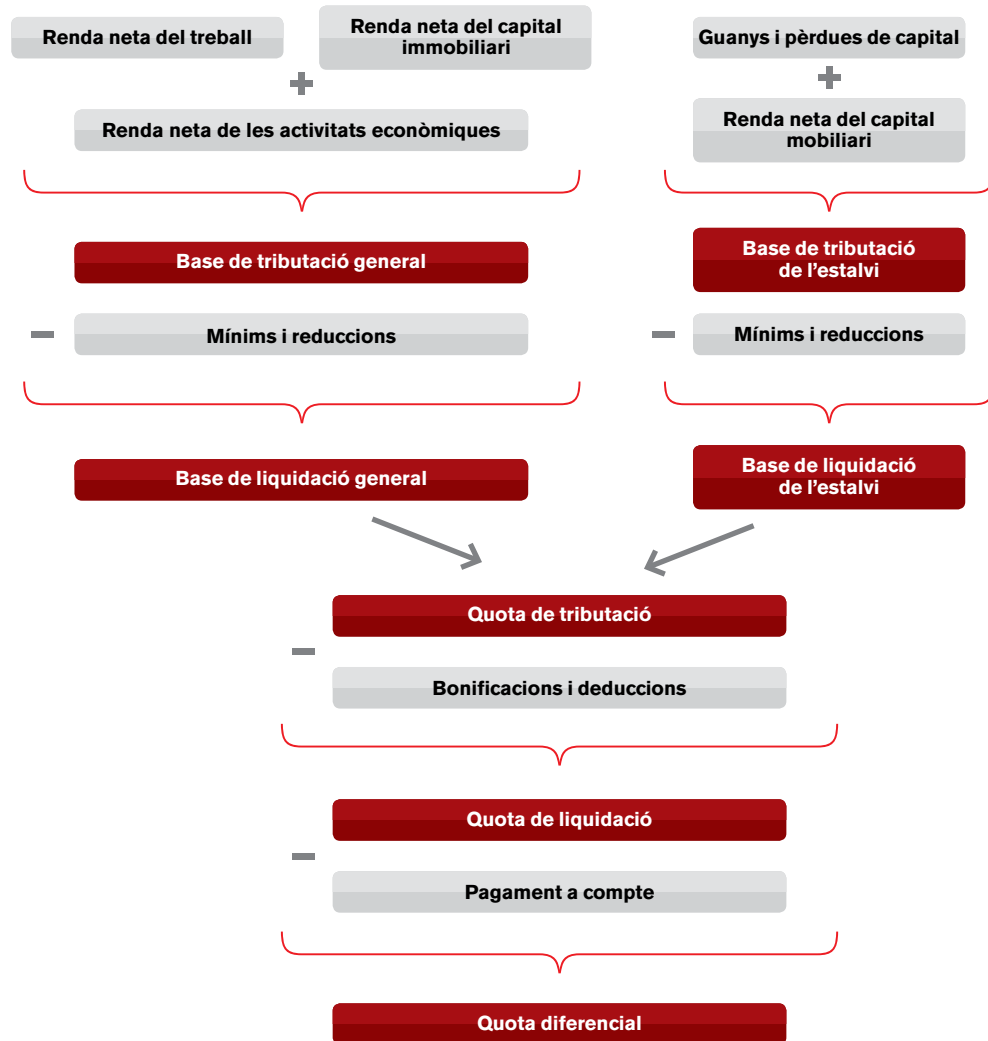 Renda neta del treball
Renda neta del capital
immobiliari
+
Renda neta de les activitats econòmiques
Guanys i pèrdues de capital
+
Renda neta del capital
mobiliari
Base de tributació general
Base de tributació
de l’estalvi
–
Mínims i reduccions
–
Mínims i reduccions
Base de liquidació general
Base de liquidació
de l’estalvi
Quota de tributació
–
Bonificacions i deduccions
Quota de liquidació
–
Pagament a compte
Quota diferencial